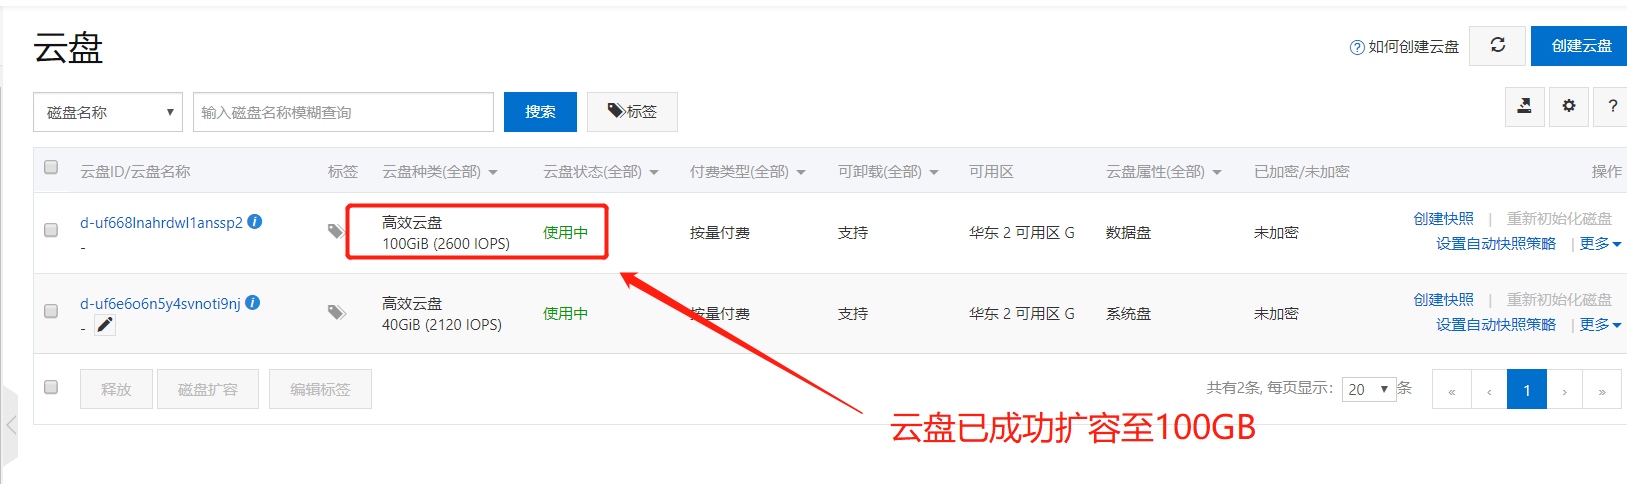 云盘
如何创建云盘
创建云盘
磁盘名称
输入磁盘名称模糊查询
搜索
标签
?
云盘ID/云盘名称 标签 云盘种类(全部) 云盘状态(全部) 付费类型(全部) 可卸载(全部) 可用区 云盘属性(全部) 已加密/未加密 操作
d-uf668lnahrdwl1anssp2
-
高效云盘
100GiB (2600 IOPS)
使用中 按量付费 支持 华东 2 可用区 G 数据盘 未加密
创建快照 | 重新初始化磁盘
设置自动快照策略 | 更多
d-uf6e6o6n5y4svnoti9nj
-
高效云盘
40GiB (2120 IOPS)
使用中 按量付费 支持 华东 2 可用区 G 系统盘 未加密
创建快照 | 重新初始化磁盘
设置自动快照策略 | 更多
释放 磁盘扩容 编辑标签
共有2条, 每页显示: 20 条 « ‹ 1 › »
云盘已成功扩容至100GB